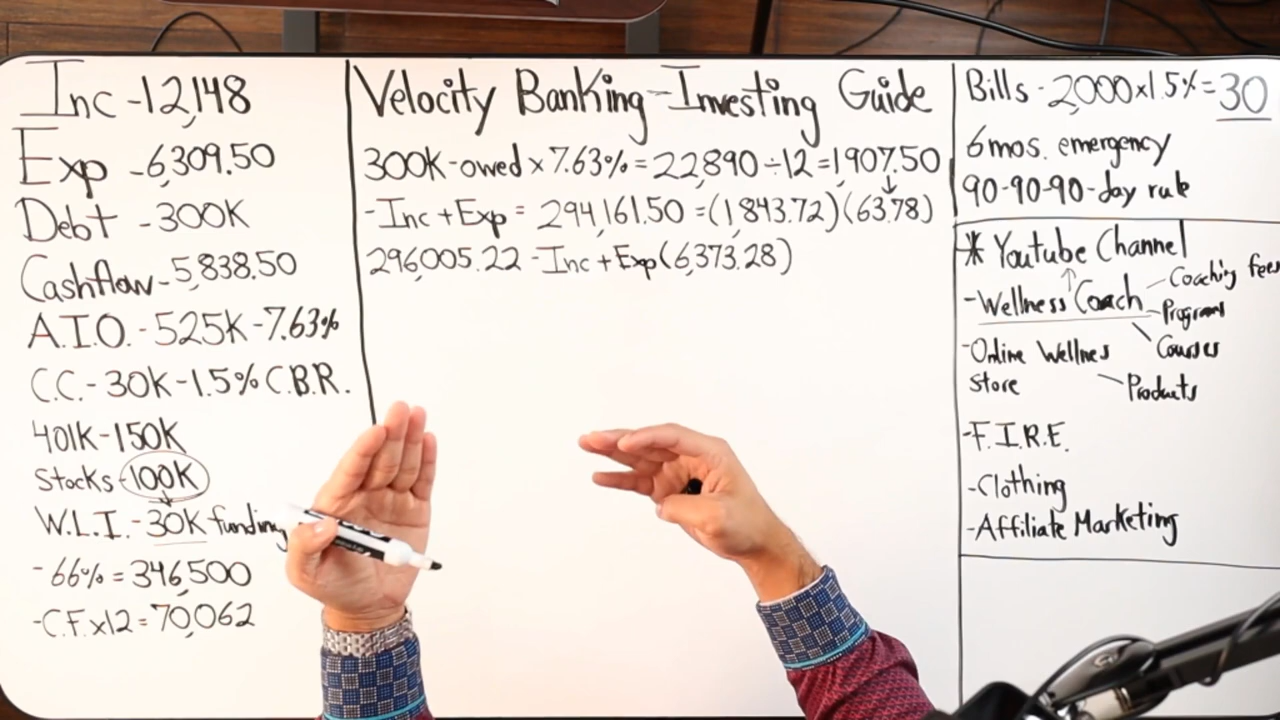 Inc - 12,148
Exp - 6,309.50
Debt - 300K
Cashflow - 5,838.50
A.I.O. - 525K - 7.63%
C.C. - 30K - 1.5% C.B.R.
401K - 150K
Stocks - 100K
W.L.I. - 30K funding
- 66% = 346,500
- C.F. x 12 = 70,062
Velocity Banking - Investing Guide
300K - owed x 7.63% = 22,890 ÷ 12 = 1,907.50
- Inc + Exp = 294,161.50 = (1,843.72) (63.78)
296,005.22 - Inc + Exp (6,373.28)
Bills - 2,000 x 1.5% = 30
6 mos. emergency
90-90-90-day rule
* Youtube Channel
- Wellness Coach - Coaching fees
- Programs
Courses
- Online Wellnes
Store
Products
- F.I.R.E.
- Clothing
- Affiliate Marketing